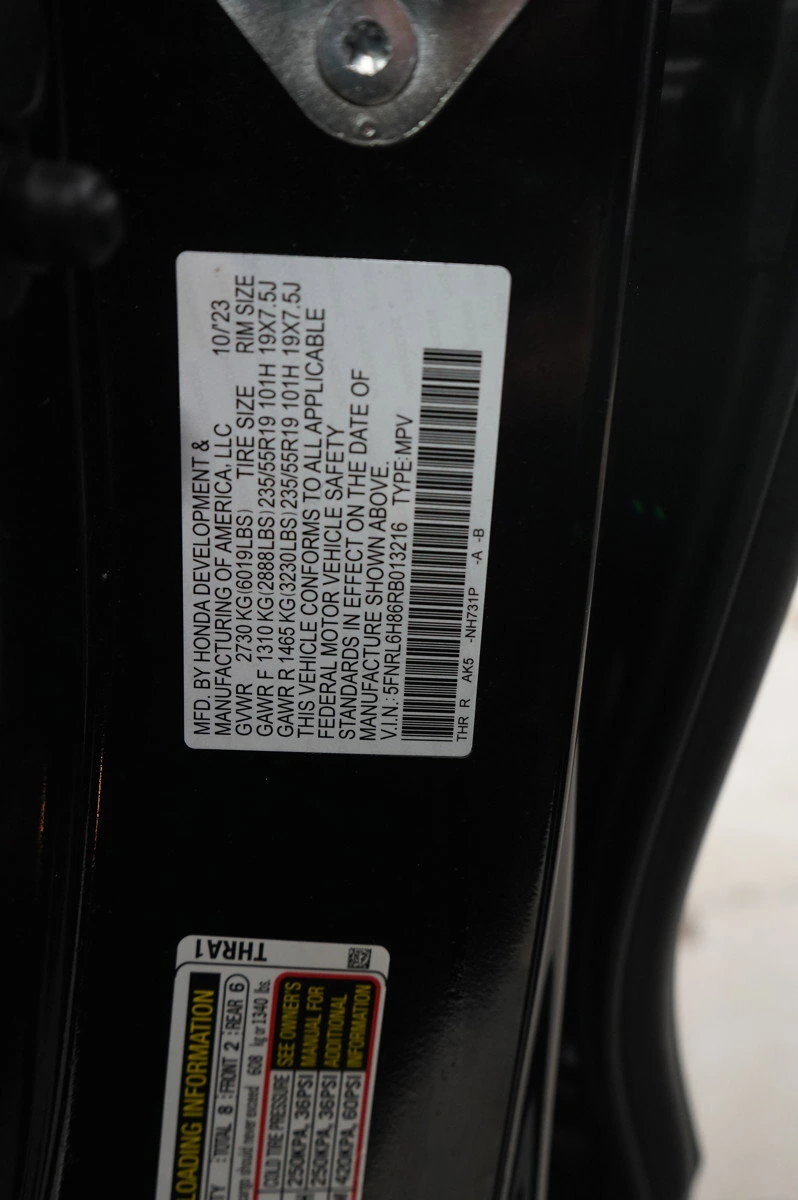 MFD. BY HONDA DEVELOPMENT &
MANUFACTURING OF AMERICA, LLC 10/'23
GVWR 2730 KG(6019LBS) TIRE SIZE RIM SIZE
GAWR F 1310 KG(2888LBS) 235/55R19 101H 19X7.5J
GAWR R 1465 KG(3230LBS) 235/55R19 101H 19X7.5J
THIS VEHICLE CONFORMS TO ALL APPLICABLE
FEDERAL MOTOR VEHICLE SAFETY
STANDARDS IN EFFECT ON THE DATE OF
MANUFACTURE SHOWN ABOVE.
V.I.N.:5FNRL6H86RB013216 TYPE:MPV
THR R AK5 -NH731P -A -B
THRA1
LOADING INFORMATION
TOTAL 8 FRONT 2 REAR 6
should never exceed 608 kg or 1340 lbs.
COLD TIRE PRESSURE SEE OWNER'S
250KPA, 36PSI MANUAL FOR
250KPA, 36PSI ADDITIONAL
420KPA, 60PSI INFORMATION